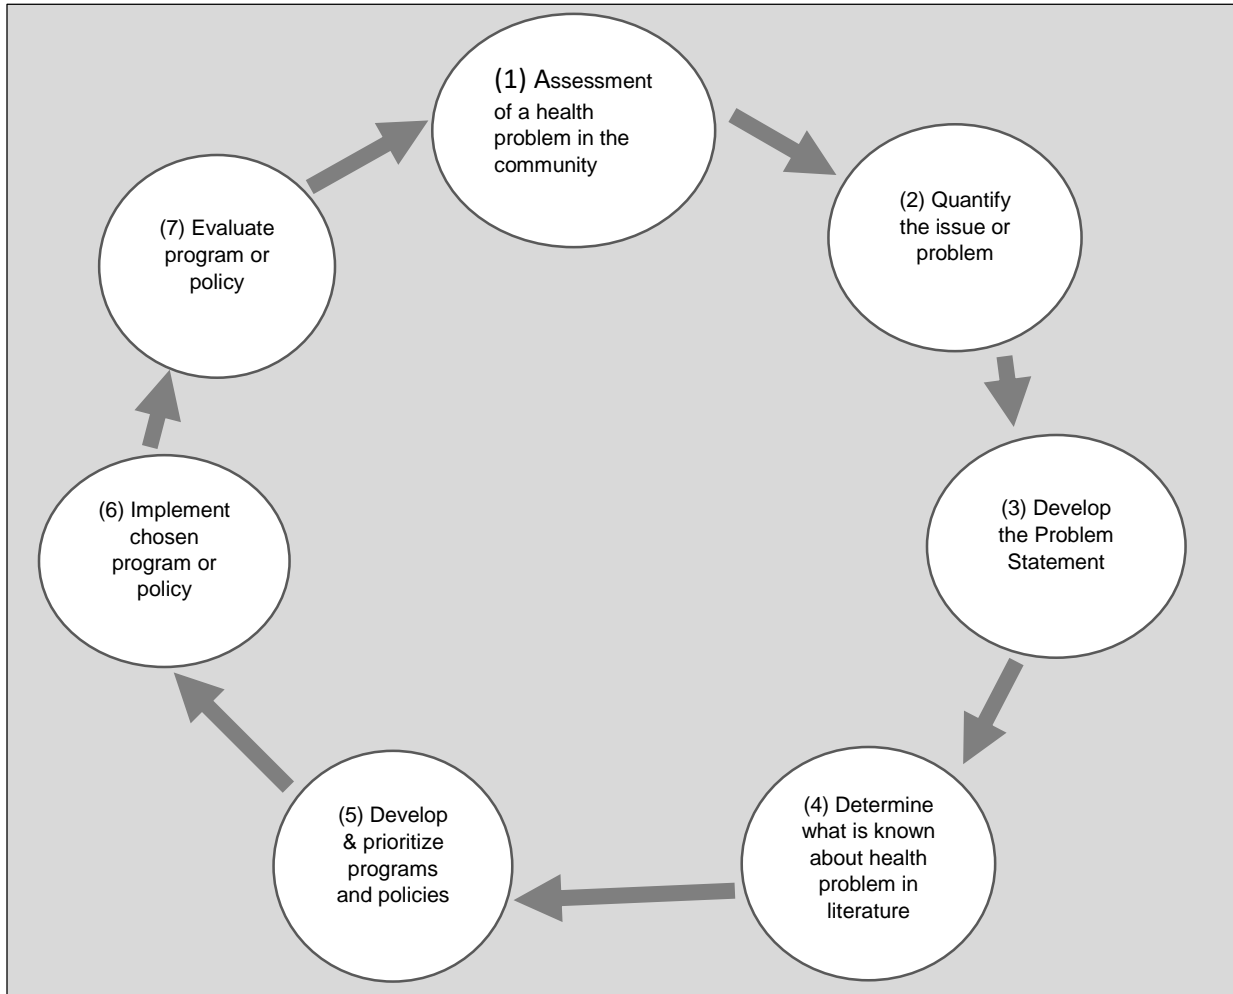 (1) Assessment
of a health
problem in the
community
(2) Quantify
the issue or
problem
(3) Develop
the Problem
Statement
(4) Determine
what is known
about health
problem in
literature
(5) Develop
& prioritize
programs
and policies
(6) Implement
chosen
program or
policy
(7) Evaluate
program or
policy